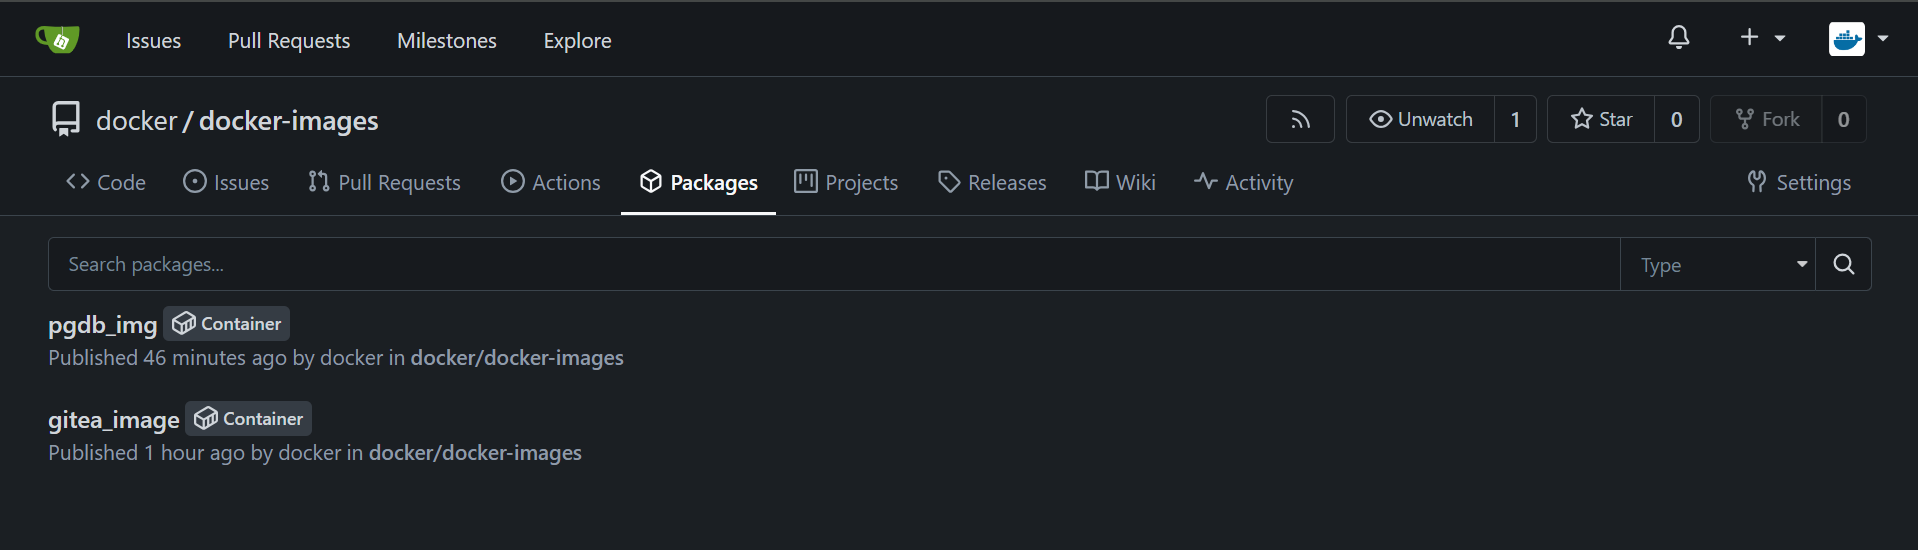 Issues Pull Requests Milestones Explore
docker / docker-images
Unwatch 1 Star 0 Fork 0
Code Issues Pull Requests Actions Packages Projects Releases Wiki Activity Settings
Search packages... Type
pgdb_img Container
Published 46 minutes ago by docker in docker/docker-images
gitea_image Container
Published 1 hour ago by docker in docker/docker-images